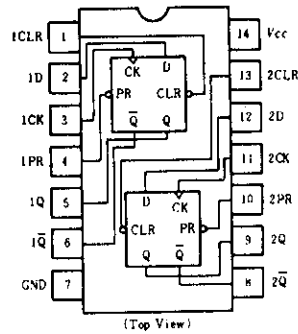 1CLR 1
14 Vcc
1D 2
13 2CLR
1CK 3
12 2D
1PR 4
11 2CK
1Q 5
10 2PR
1Q̅ 6
9 2Q
GND 7
8 2Q̅
CK D
PR CLR
Q̅ Q
D CK
CLR PR
Q Q̅
(Top View)